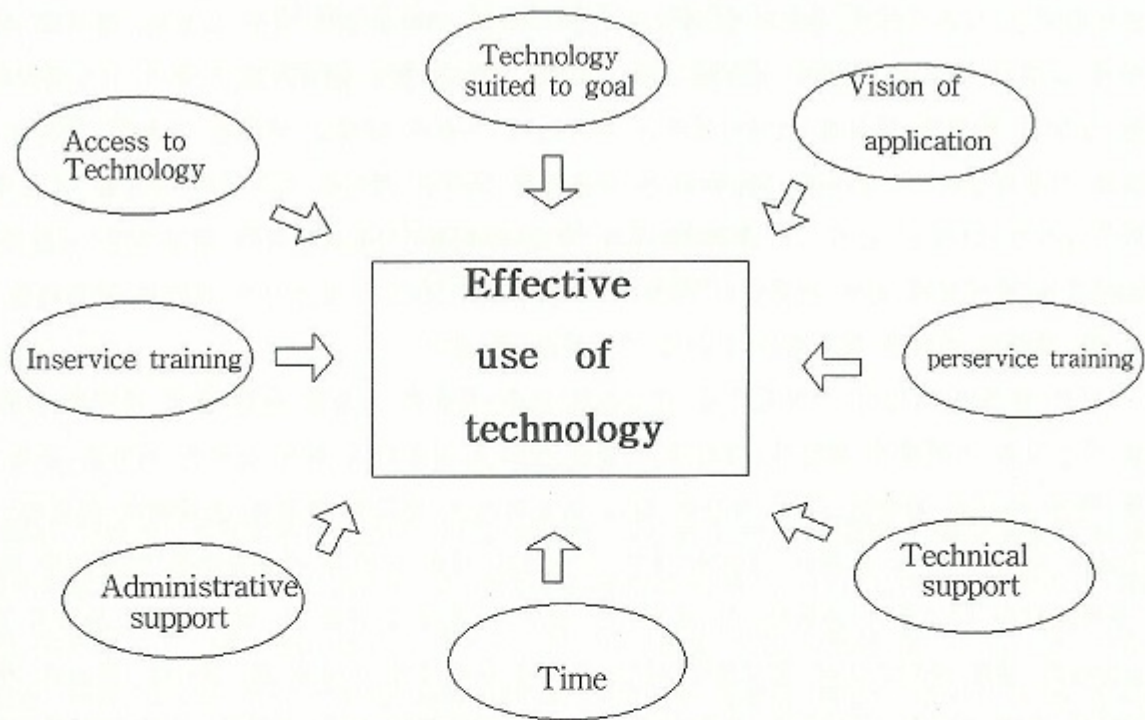 Technology
suited to goal
Vision of
application
Access to
Technology
Effective
use of
technology
Inservice training
perservice training
Administrative
support
Technical
support
Time